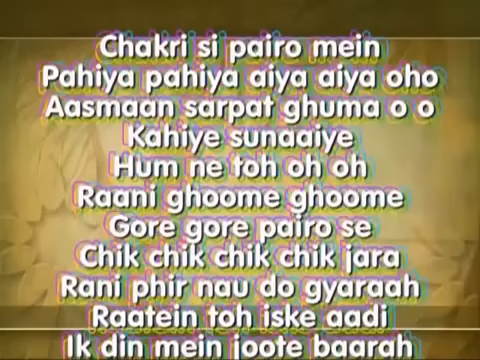 Chakri si pairo mein
Pahiya pahiya aiya aiya oho
Aasmaan sarpat ghuma o o
Kahiye sunaaiye
Hum ne toh oh oh
Raani ghoome ghoome
Gore gore pairo se
Chik chik chik chik jara
Rani phir nau do gyaraah
Raatein toh iske aadi
Ik din mein joote baarah